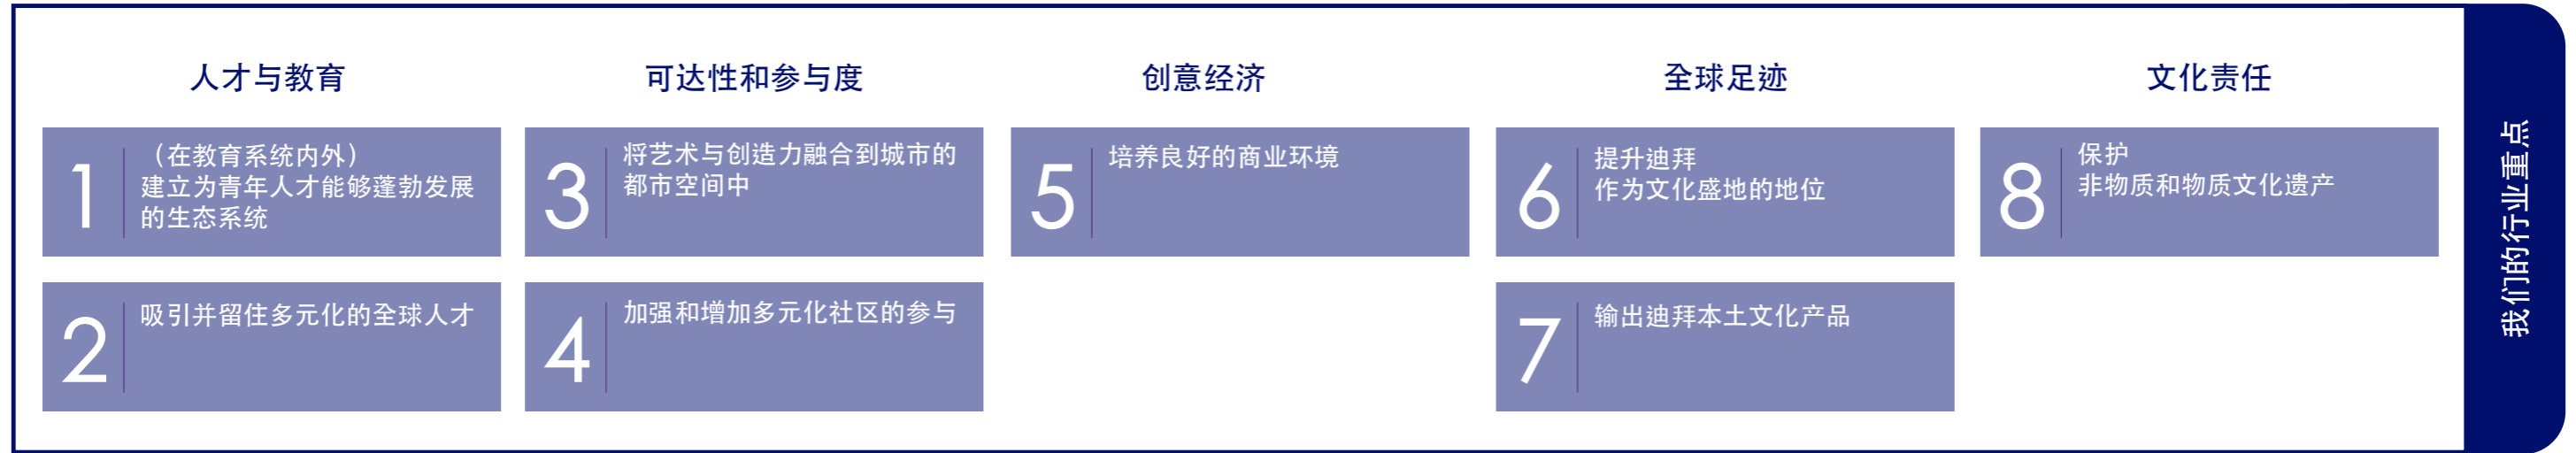 人才与教育
1
（在教育系统内外）
建立为青年人才能够蓬勃发展
的生态系统
2
吸引并留住多元化的全球人才
可达性和参与度
3
将艺术与创造力融合到城市的
都市空间中
4
加强和增加多元化社区的参与
创意经济
5
培养良好的商业环境
全球足迹
6
提升迪拜
作为文化盛地的地位
7
输出迪拜本土文化产品
文化责任
8
保护
非物质和物质文化遗产
我们的行业重点